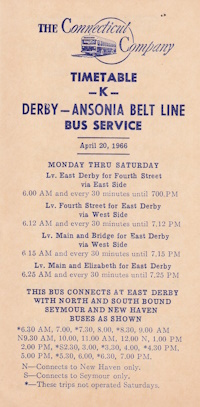 THE Connecticut
Company
TIMETABLE
–K–
DERBY—ANSONIA BELT LINE
BUS SERVICE
April 20, 1966
MONDAY THRU SATURDAY
Lv. East Derby for Fourth Street
via East Side
6.00 AM and every 30 minutes until 700.PM
Lv. Fourth Street for East Derby
via West Side
6.12 AM and every 30 minutes until 7.12 PM
Lv. Main and Bridge for East Derby
via West Side
6 15 AM and every 30 minutes until 7.15 PM
Lv. Main and Elizabeth for East Derby
6.25 AM and every 30 minutes until 7.25 PM
THIS BUS CONNECTS AT EAST DERBY
WITH NORTH AND SOUTH BOUND
SEYMOUR AND NEW HAVEN
BUSES AS SHOWN
*6.30 AM, 7.00, *7.30, 8.00, *8.30, 9.00 AM
N9.30 AM, 10.00, 11.00 AM, 12.00 N, 1.00 PM
2.00 PM, *S2.30, 3.00, *3.30, 4.00, *4.30 PM,
5.00 PM, *5.30, 6.00, *6.30, 7.00 PM.
N—Connects to New Haven only.
S—Connects to Seymour only.
*—These trips not operated Saturdays.